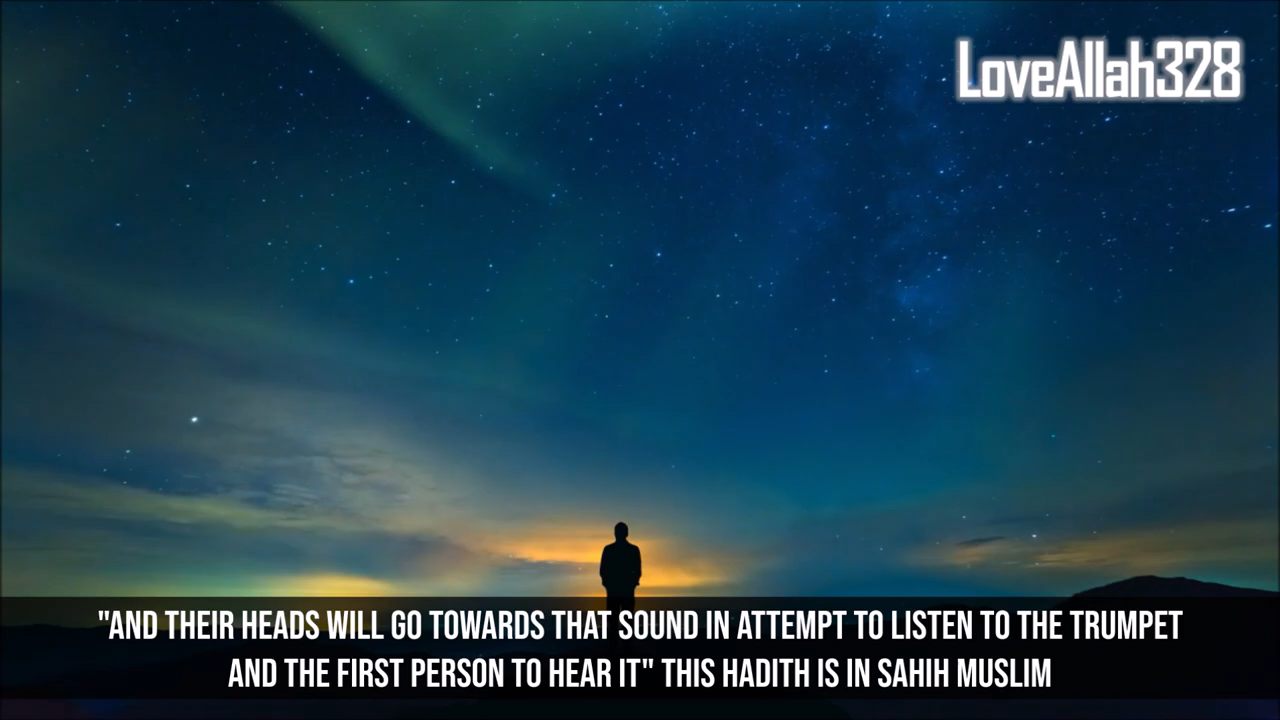 LoveAllah328
"AND THEIR HEADS WILL GO TOWARDS THAT SOUND IN ATTEMPT TO LISTEN TO THE TRUMPET
AND THE FIRST PERSON TO HEAR IT" THIS HADITH IS IN SAHIH MUSLIM